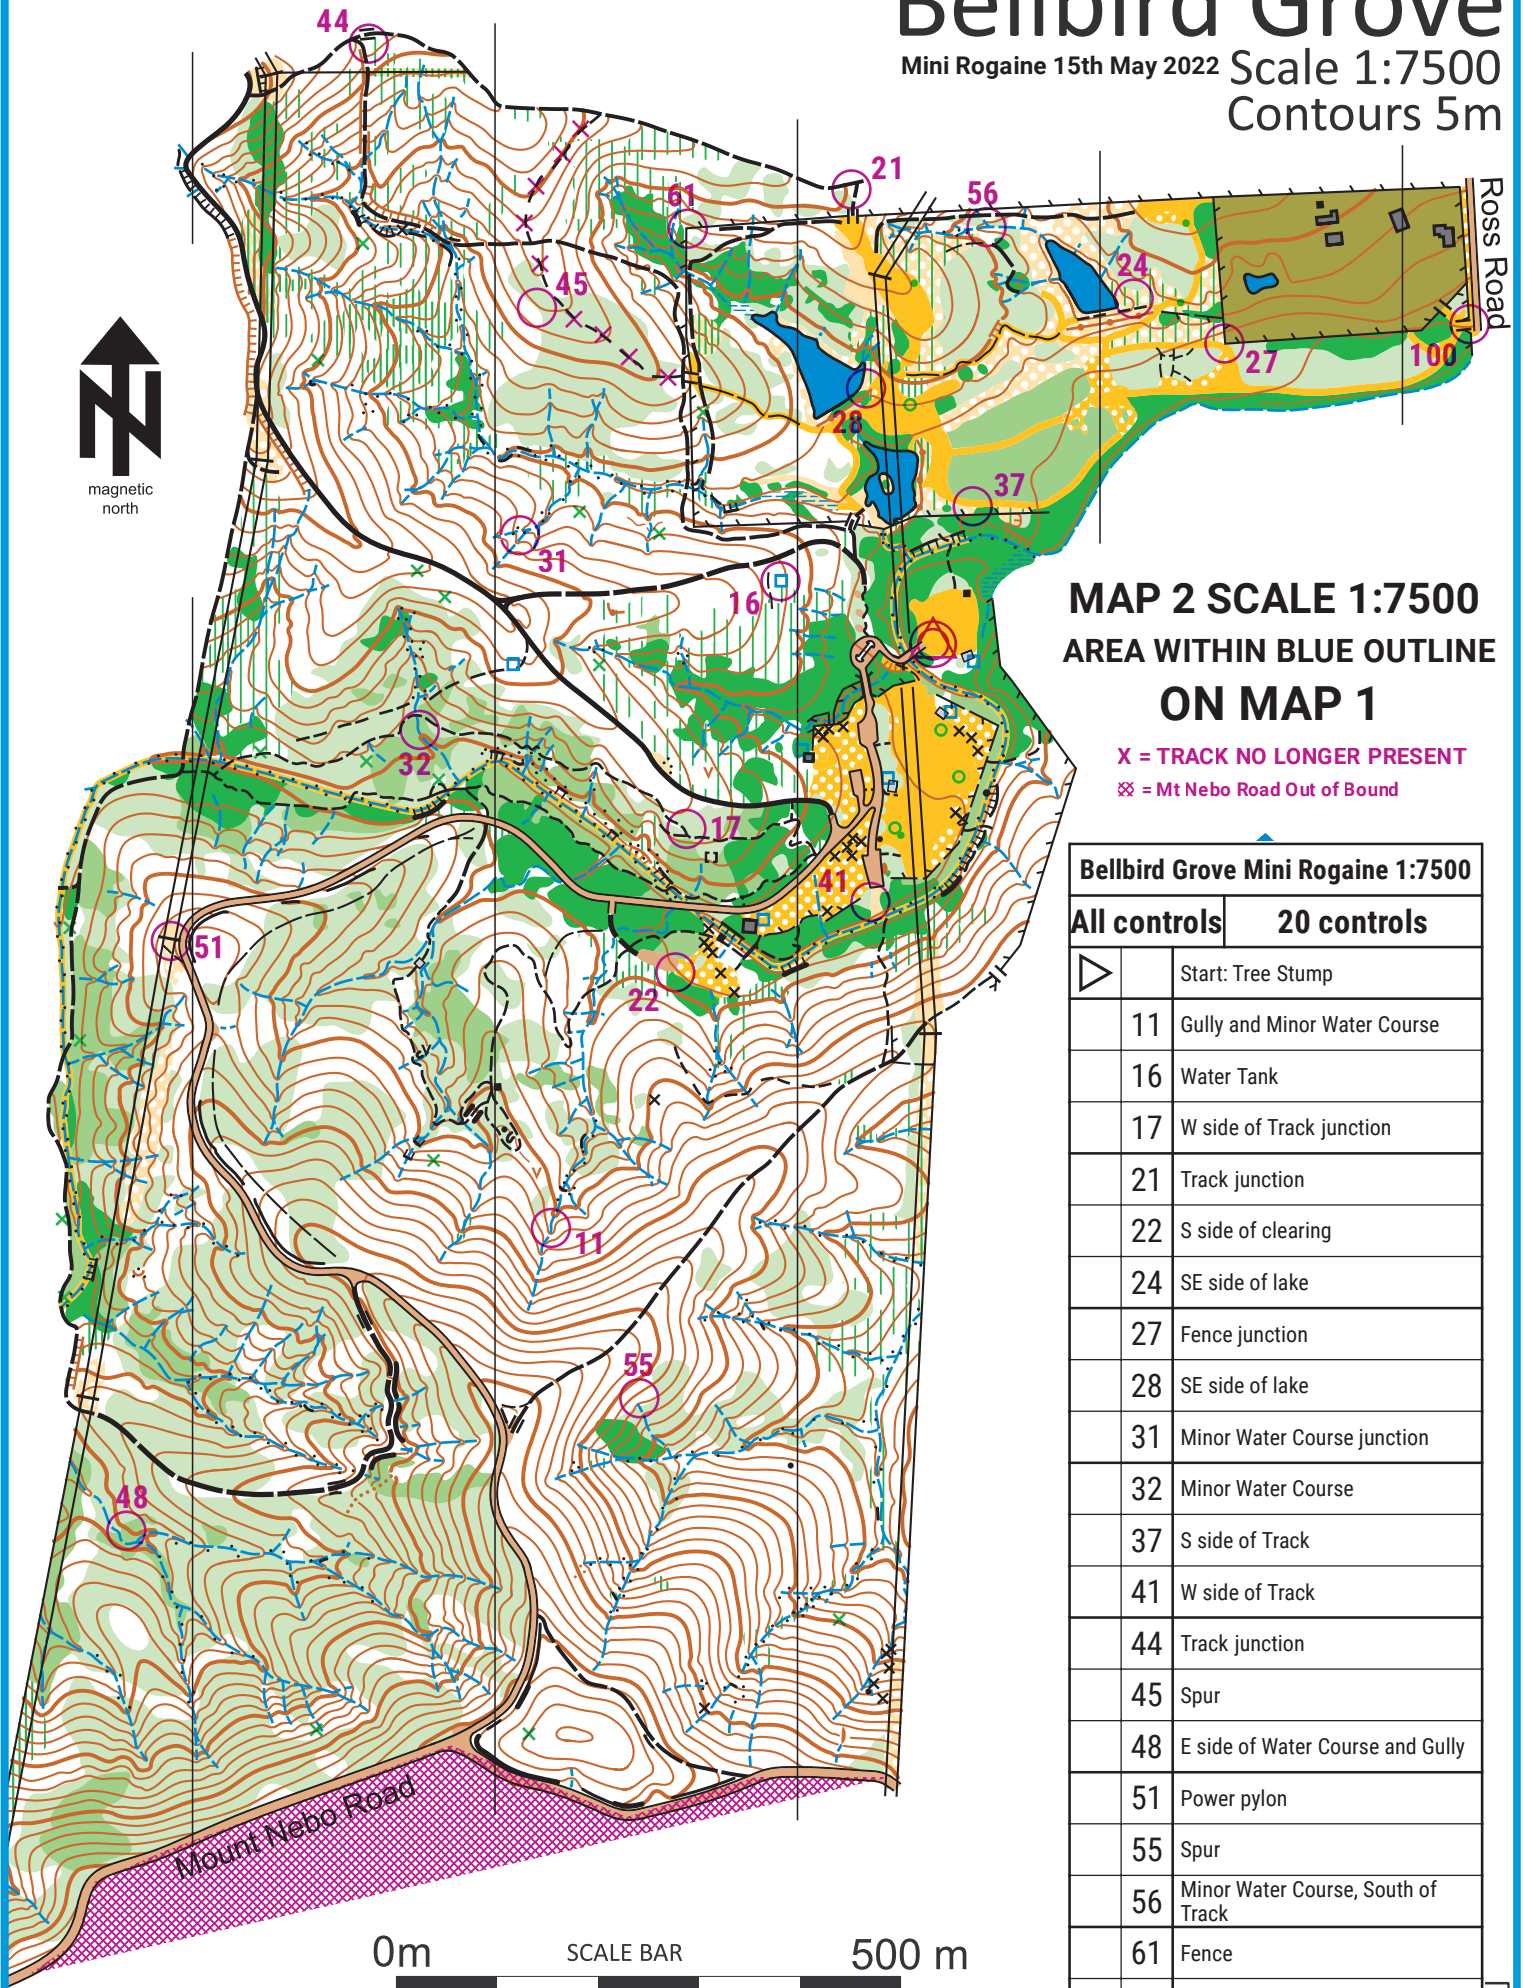 Bellbird Grove
Mini Rogaine 15th May 2022
Scale 1:7500
Contours 5m
44
21
61
56
Ross Road
45
24
27
100
28
37
magnetic
north
31
16
MAP 2 SCALE 1:7500
AREA WITHIN BLUE OUTLINE
ON MAP 1
X = TRACK NO LONGER PRESENT
= Mt Nebo Road Out of Bound
32
17
41
51
22
11
55
48
Mount Nebo Road
0m
SCALE BAR
500 m
Bellbird Grove Mini Rogaine 1:7500
All controls 20 controls
Start: Tree Stump
11 Gully and Minor Water Course
16 Water Tank
17 W side of Track junction
21 Track junction
22 S side of clearing
24 SE side of lake
27 Fence junction
28 SE side of lake
31 Minor Water Course junction
32 Minor Water Course
37 S side of Track
41 W side of Track
44 Track junction
45 Spur
48 E side of Water Course and Gully
51 Power pylon
55 Spur
56 Minor Water Course, South of
Track
61 Fence